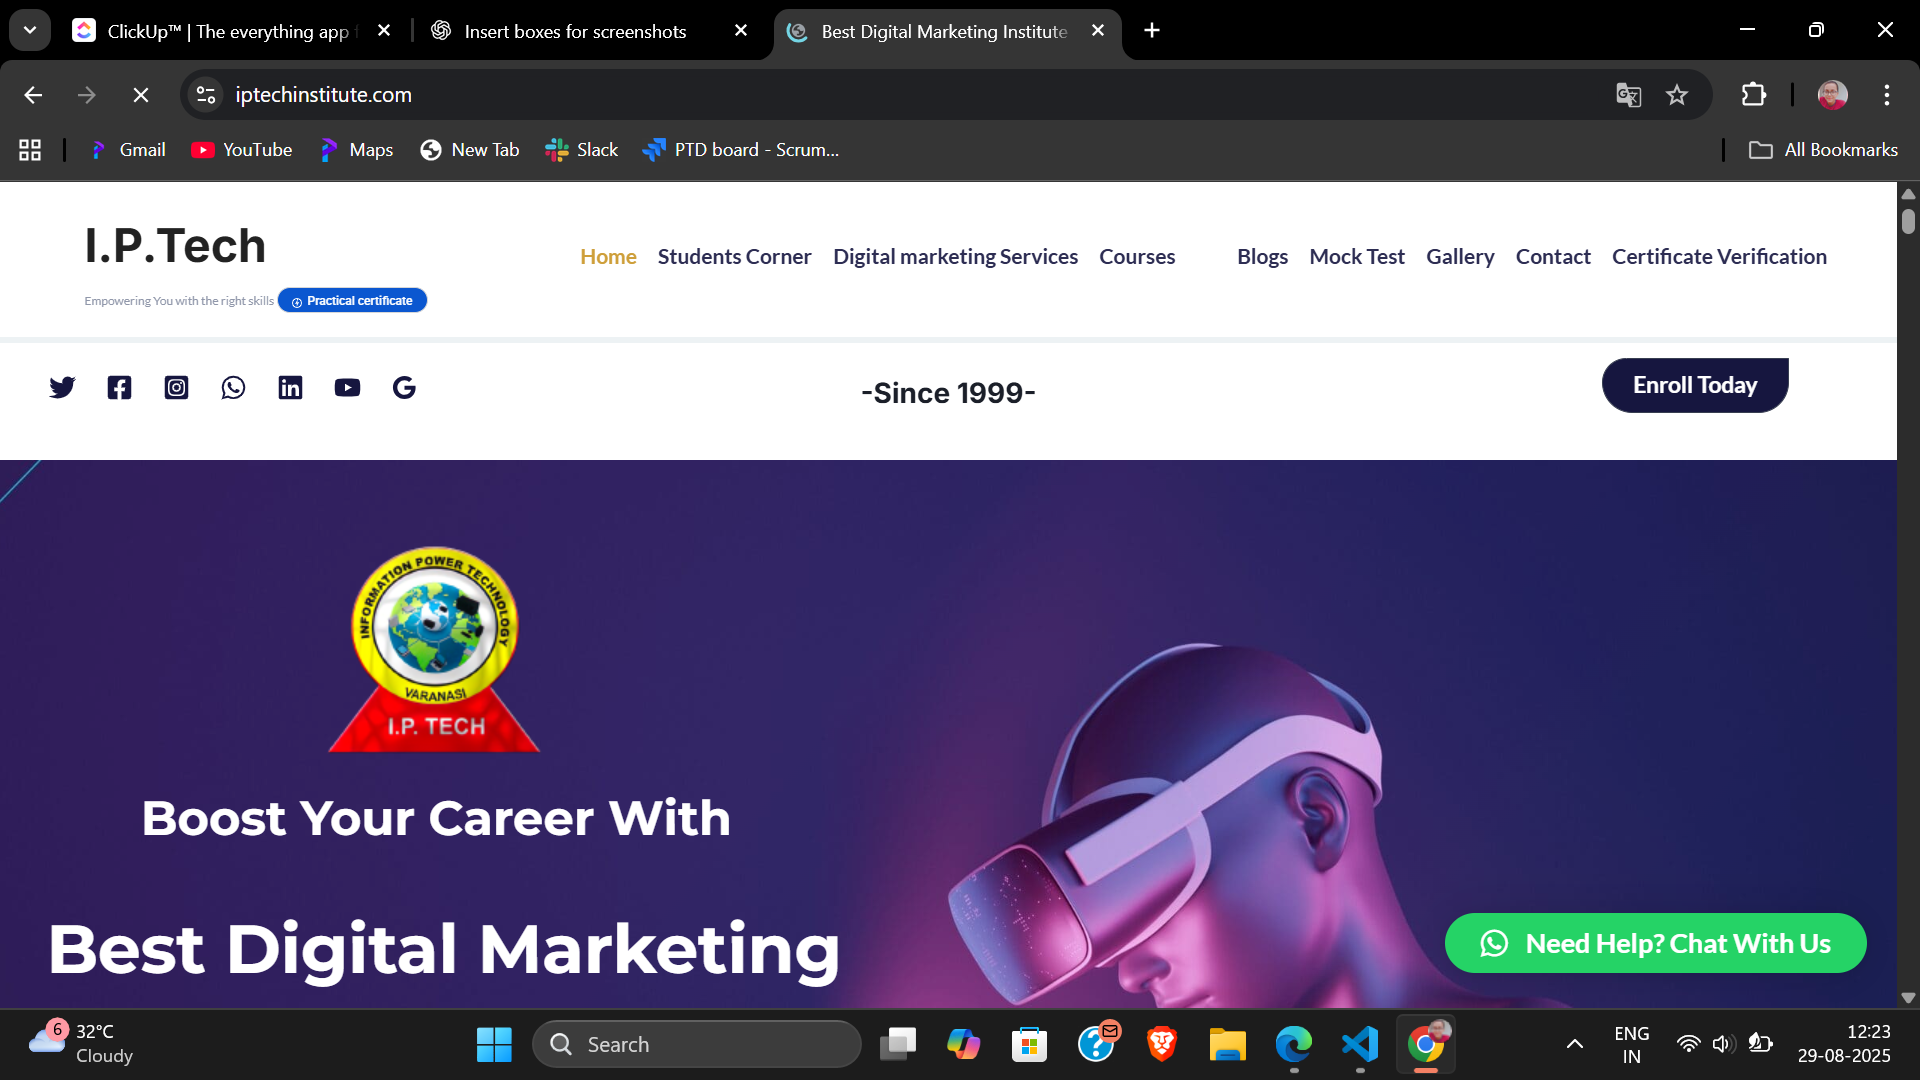 ClickUp™ | The everything app f
Insert boxes for screenshots
Best Digital Marketing Institute
iptechinstitute.com
Gmail
YouTube
Maps
New Tab
Slack
PTD board - Scrum...
All Bookmarks
I.P.Tech
Home
Students Corner
Digital marketing Services
Courses
Blogs
Mock Test
Gallery
Contact
Certificate Verification
Empowering You with the right skills
Practical certificate
-Since 1999-
Enroll Today
INFORMATION POWER TECHNOLOGY
VARANASI
I.P. TECH
Boost Your Career With
Best Digital Marketing
Need Help? Chat With Us
6
32°C
Cloudy
Search
ENG
IN
12:23
29-08-2025